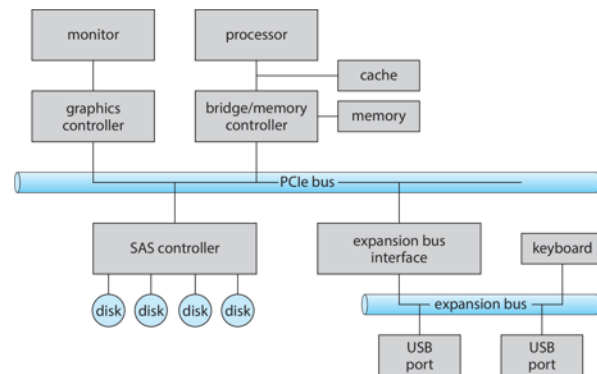 monitor
processor
cache
graphics
controller
bridge/memory
controller
memory
PCIe bus
SAS controller
expansion bus
interface
keyboard
disk
disk
disk
disk
expansion bus
USB
port
USB
port